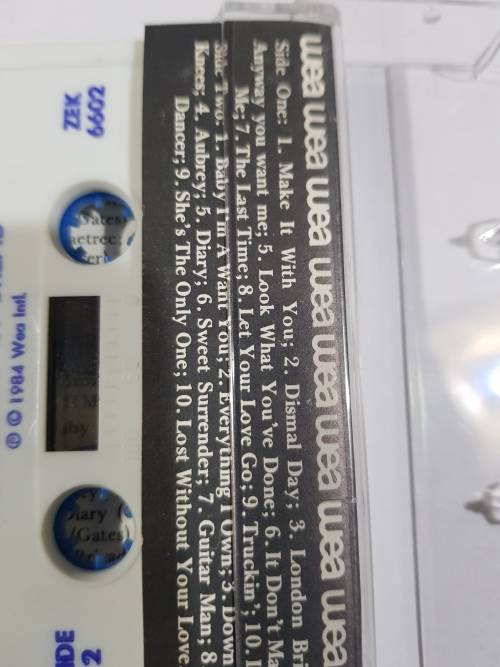 wea wea wea wea wea wea wea wea wea
Side One: 1. Make It With You; 2. Dismal Day; 3. London
Anyway you want me; 5. Look What You've Done; 6. It Don't
Me; 7. The Last Time; 8. Let Your Love Go; 9. Truckin'; 10.
Side Two: 1. Baby I'm A Want You; 2. Everything I Own; 3. Down
Knees; 4. Aubrey; 5. Diary; 6. Sweet Surrender; 7. Guitar Man; 8
Dancer; 9. She's The Only One; 10. Lost Without Your Love.
ZEK
6602
Gates)
iary (
/Gates)
2
℗ © 1984 Wea Intl.